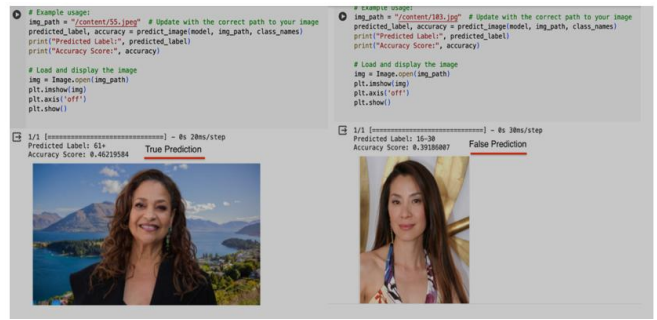 # Example usage:
img_path = "/content/55.jpeg"  # Update with the correct path to your image
predicted_label, accuracy = predict_image(model, img_path, class_names)
print("Predicted Label:", predicted_label)
print("Accuracy Score:", accuracy)
# Load and display the image
img = Image.open(img_path)
plt.imshow(img)
plt.axis('off')
plt.show()
1/1 [==============================] - 0s 20ms/step
Predicted Label: 61+
Accuracy Score: 0.46219584
True Prediction
# Example usage:
img_path = "/content/103.jpg"  # Update with the correct path to your image
predicted_label, accuracy = predict_image(model, img_path, class_names)
print("Predicted Label:", predicted_label)
print("Accuracy Score:", accuracy)
# Load and display the image
img = Image.open(img_path)
plt.imshow(img)
plt.axis('off')
plt.show()
1/1 [==============================] - 0s 30ms/step
Predicted Label: 16-30
Accuracy Score: 0.39186007
False Prediction